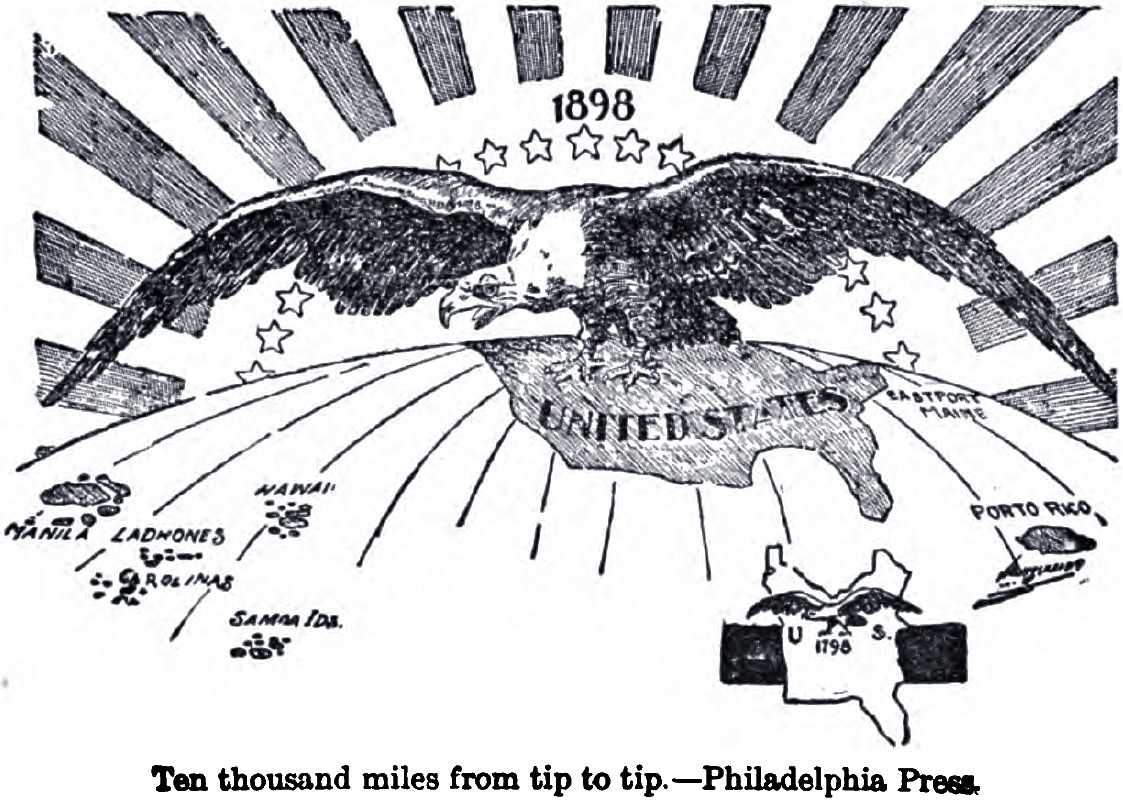 1898
UNITED STATES
EASTPORT
MAINE
HAWAII
MANILA
LADRONES
CAROLINAS
SAMOA IDS.
PORTO RICO,
U S.
1798
Ten thousand miles from tip to tip.—Philadelphia Press.